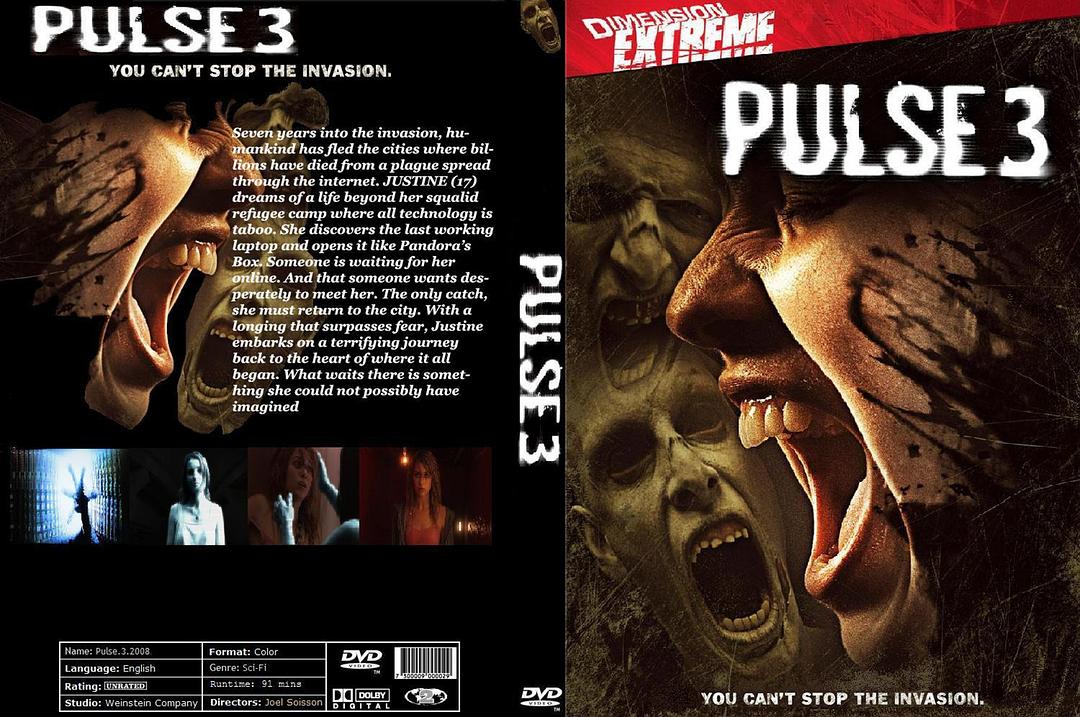 PULSE 3
YOU CAN'T STOP THE INVASION.
Seven years into the invasion, hu-
mankind has fled the cities where bil-
lions have died from a plague spread
through the internet. JUSTINE (17)
dreams of a life beyond her squalid
refugee camp where all technology is
taboo. She discovers the last working
laptop and opens it like Pandora's
Box. Someone is waiting for her
online. And that someone wants des-
perately to meet her. The only catch,
she must return to the city. With a
longing that surpasses fear, Justine
embarks on a terrifying journey
back to the heart of where it all
began. What waits there is somet-
hing she could not possibly have
imagined
Name: Pulse.3.2008
Format: Color
Language: English
Genre: Sci-Fi
Rating: UNRATED
Runtime: 91 mins
Studio: Weinstein Company
Directors: Joel Soisson
DVD
VIDEO
TM
7 300009 000029
DOLBY
DIGITAL
2
PULSE 3
DVD
VIDEO
TM
DIMENSION
EXTREME
PULSE 3
YOU CAN'T STOP THE INVASION.